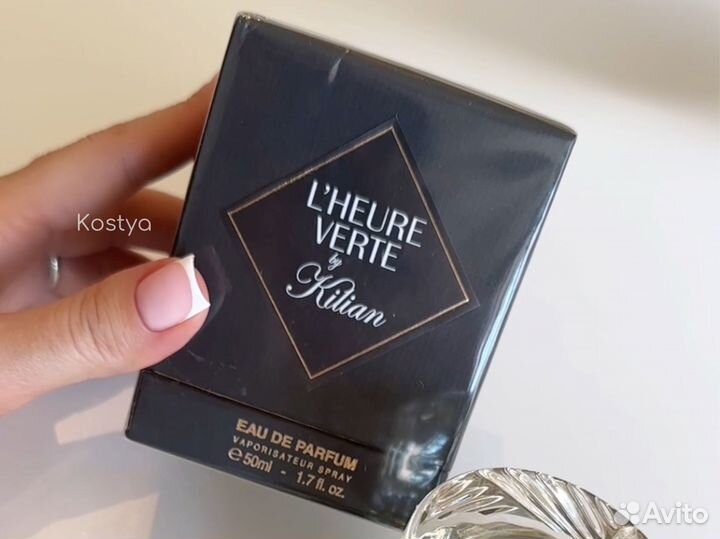 Kostya
L'HEURE
VERTE
by
Kilian
EAU DE PARFUM
VAPORISATEUR SPRAY
℮50ml - 1.7 fl. oz.
Avito